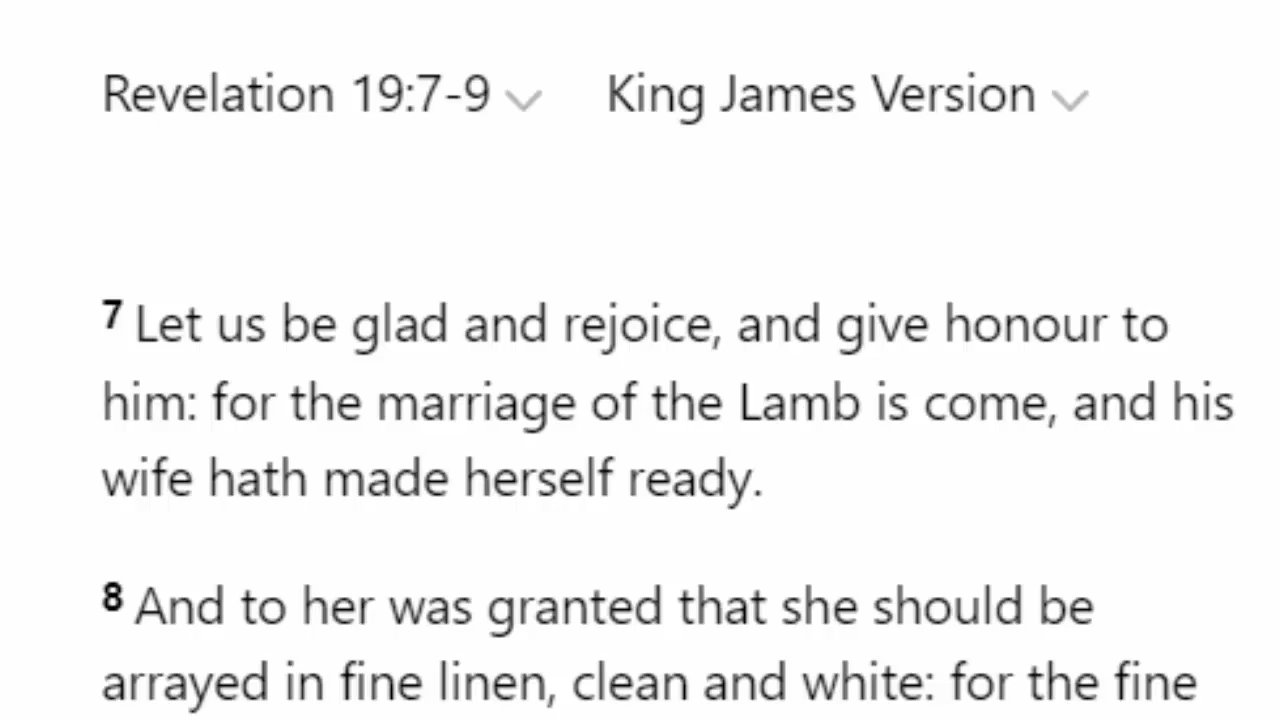 Revelation 19:7-9 King James Version
7 Let us be glad and rejoice, and give honour to
him: for the marriage of the Lamb is come, and his
wife hath made herself ready.
8 And to her was granted that she should be
arrayed in fine linen, clean and white: for the fine